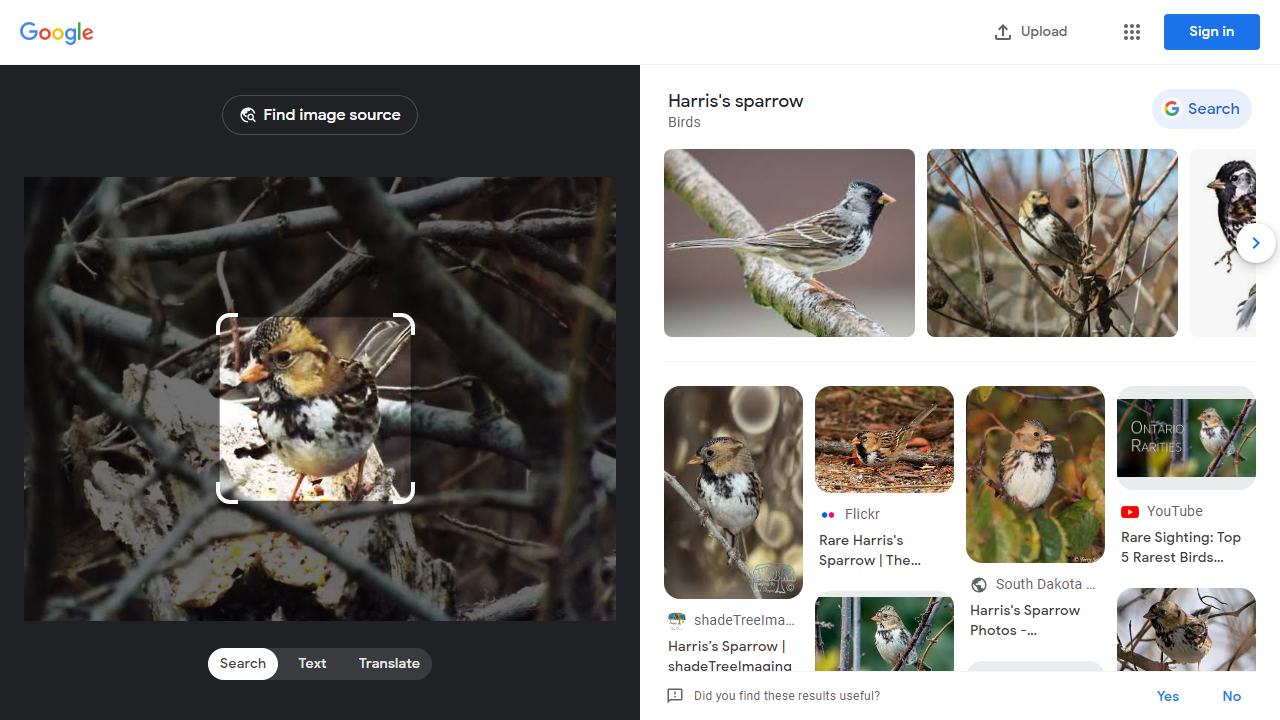 Google
Upload
Sign in
Find image source
Harris's sparrow
Birds
Search
ONTARIO
RARITIES
Flickr
Rare Harris's
Sparrow | The...
YouTube
Rare Sighting: Top
5 Rarest Birds...
South Dakota ...
Harris's Sparrow
Photos -...
shadeTreeIma...
Harris's Sparrow |
shadeTreeImaging
Search
Text
Translate
Did you find these results useful?
Yes
No